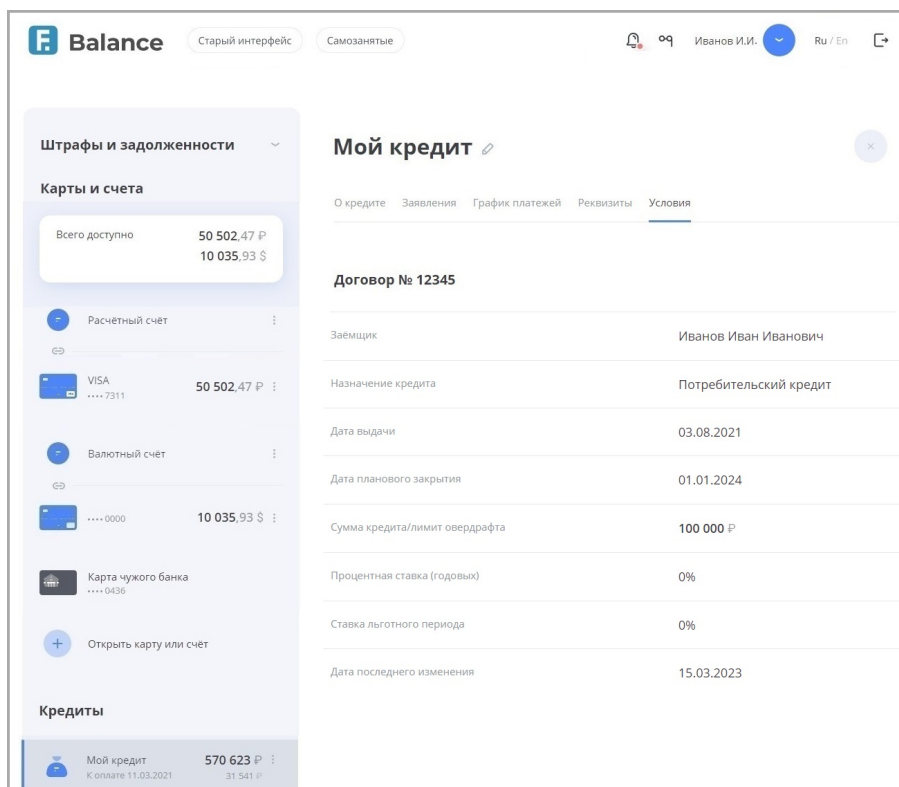 F. Balance Старый интерфейс Самозанятые Иванов И.И. Ru / En
Штрафы и задолженности
Карты и счета
Всего доступно 50 502,47 ₽
10 035,93 $
Расчётный счёт
VISA 50 502,47 ₽
•••• 7311
Валютный счёт
•••• 0000 10 035,93 $
Карта чужого банка
•••• 0436
Открыть карту или счёт
Кредиты
Мой кредит 570 623 ₽
К оплате 11.03.2021 31 541 ₽
Мой кредит
О кредите Заявления График платежей Реквизиты Условия
Договор № 12345
Заёмщик Иванов Иван Иванович
Назначение кредита Потребительский кредит
Дата выдачи 03.08.2021
Дата планового закрытия 01.01.2024
Сумма кредита/лимит овердрафта 100 000 ₽
Процентная ставка (годовых) 0%
Ставка льготного периода 0%
Дата последнего изменения 15.03.2023